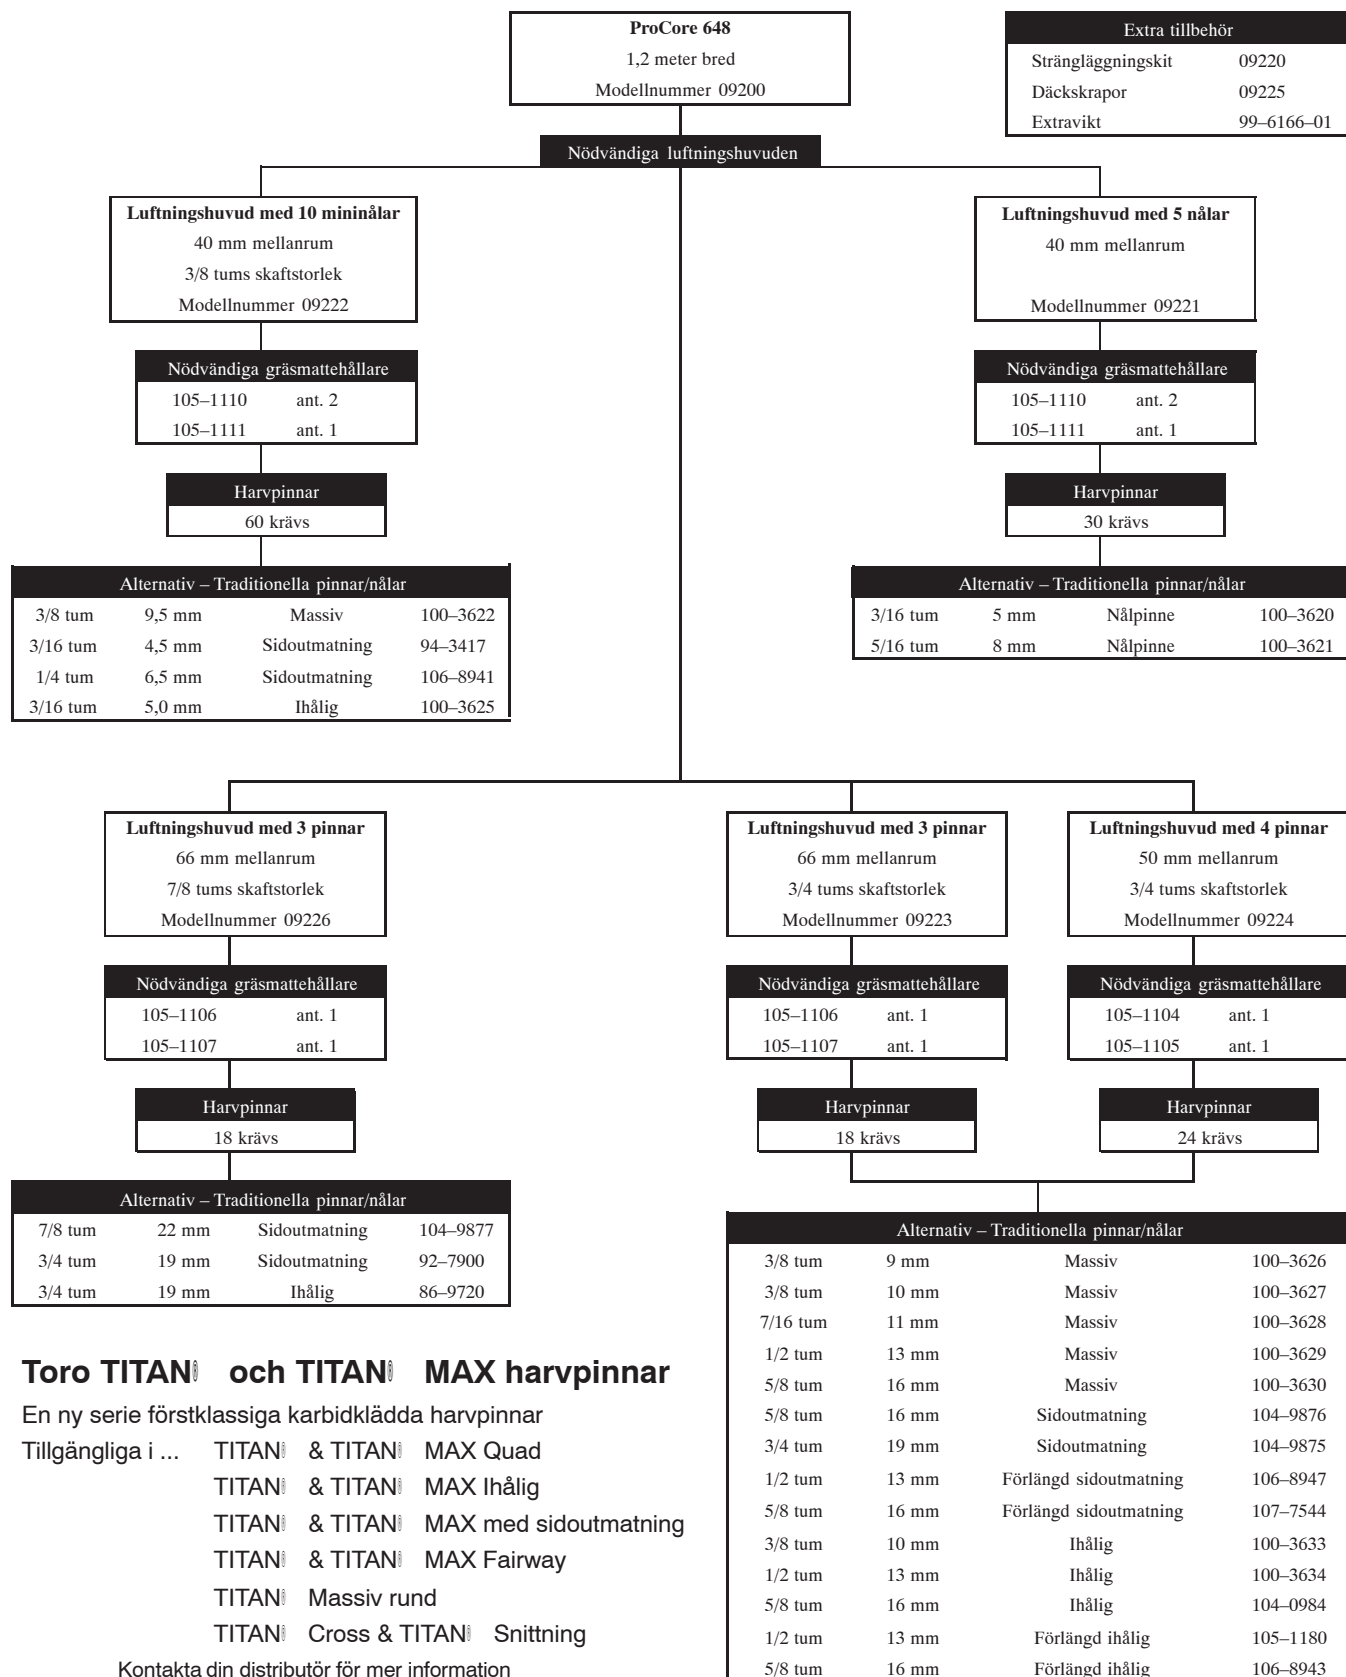 ProCore 648
1,2 meter bred
Modellnummer 09200
Extra tillbehör
Strängläggningskit 09220
Däckskrapor 09225
Extravikt 99–6166–01
Nödvändiga luftningshuvuden
Luftningshuvud med 10 mininålar
40 mm mellanrum
3/8 tums skaftstorlek
Modellnummer 09222
Nödvändiga gräsmattehållare
105–1110 ant. 2
105–1111 ant. 1
Harvpinnar
60 krävs
Alternativ – Traditionella pinnar/nålar
3/8 tum 9,5 mm Massiv 100–3622
3/16 tum 4,5 mm Sidoutmatning 94–3417
1/4 tum 6,5 mm Sidoutmatning 106–8941
3/16 tum 5,0 mm Ihålig 100–3625
Luftningshuvud med 5 nålar
40 mm mellanrum
Modellnummer 09221
Nödvändiga gräsmattehållare
105–1110 ant. 2
105–1111 ant. 1
Harvpinnar
30 krävs
Alternativ – Traditionella pinnar/nålar
3/16 tum 5 mm Nålpinne 100–3620
5/16 tum 8 mm Nålpinne 100–3621
Luftningshuvud med 3 pinnar
66 mm mellanrum
7/8 tums skaftstorlek
Modellnummer 09226
Nödvändiga gräsmattehållare
105–1106 ant. 1
105–1107 ant. 1
Harvpinnar
18 krävs
Alternativ – Traditionella pinnar/nålar
7/8 tum 22 mm Sidoutmatning 104–9877
3/4 tum 19 mm Sidoutmatning 92–7900
3/4 tum 19 mm Ihålig 86–9720
Luftningshuvud med 3 pinnar
66 mm mellanrum
3/4 tums skaftstorlek
Modellnummer 09223
Nödvändiga gräsmattehållare
105–1106 ant. 1
105–1107 ant. 1
Harvpinnar
18 krävs
Luftningshuvud med 4 pinnar
50 mm mellanrum
3/4 tums skaftstorlek
Modellnummer 09224
Nödvändiga gräsmattehållare
105–1104 ant. 1
105–1105 ant. 1
Harvpinnar
24 krävs
Alternativ – Traditionella pinnar/nålar
3/8 tum 9 mm Massiv 100–3626
3/8 tum 10 mm Massiv 100–3627
7/16 tum 11 mm Massiv 100–3628
1/2 tum 13 mm Massiv 100–3629
5/8 tum 16 mm Massiv 100–3630
5/8 tum 16 mm Sidoutmatning 104–9876
3/4 tum 19 mm Sidoutmatning 104–9875
1/2 tum 13 mm Förlängd sidoutmatning 106–8947
5/8 tum 16 mm Förlängd sidoutmatning 107–7544
3/8 tum 10 mm Ihålig 100–3633
1/2 tum 13 mm Ihålig 100–3634
5/8 tum 16 mm Ihålig 104–0984
1/2 tum 13 mm Förlängd ihålig 105–1180
5/8 tum 16 mm Förlängd ihålig 106–8943
Toro TITAN och TITAN MAX harvpinnar
En ny serie förstklassiga karbidklädda harvpinnar
Tillgängliga i ... TITAN & TITAN MAX Quad
TITAN & TITAN MAX Ihålig
TITAN & TITAN MAX med sidoutmatning
TITAN & TITAN MAX Fairway
TITAN Massiv rund
TITAN Cross & TITAN Snittning
Kontakta din distributör för mer information